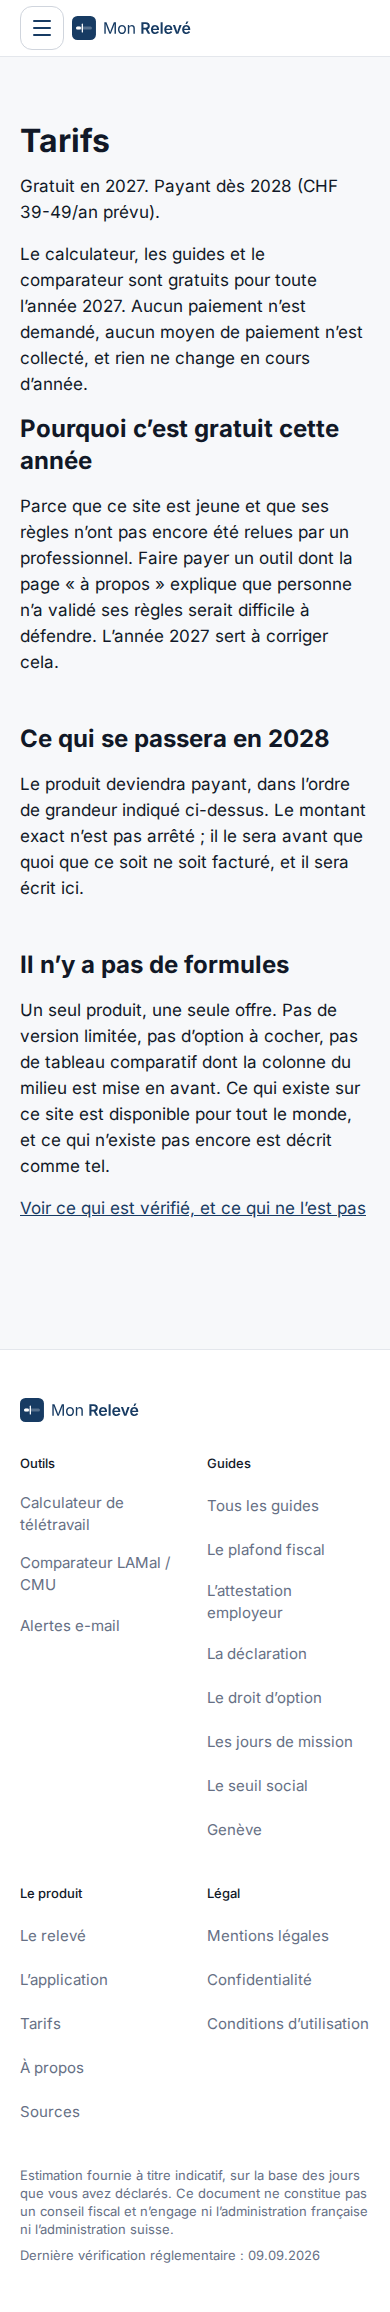 Mon Relevé
Tarifs
Gratuit en 2027. Payant dès 2028 (CHF
39-49/an prévu).
Le calculateur, les guides et le
comparateur sont gratuits pour toute
l’année 2027. Aucun paiement n’est
demandé, aucun moyen de paiement n’est
collecté, et rien ne change en cours
d’année.
Pourquoi c’est gratuit cette
année
Parce que ce site est jeune et que ses
règles n’ont pas encore été relues par un
professionnel. Faire payer un outil dont la
page « à propos » explique que personne
n’a validé ses règles serait difficile à
défendre. L’année 2027 sert à corriger
cela.
Ce qui se passera en 2028
Le produit deviendra payant, dans l’ordre
de grandeur indiqué ci-dessus. Le montant
exact n’est pas arrêté ; il le sera avant que
quoi que ce soit ne soit facturé, et il sera
écrit ici.
Il n’y a pas de formules
Un seul produit, une seule offre. Pas de
version limitée, pas d’option à cocher, pas
de tableau comparatif dont la colonne du
milieu est mise en avant. Ce qui existe sur
ce site est disponible pour tout le monde,
et ce qui n’existe pas encore est décrit
comme tel.
Voir ce qui est vérifié, et ce qui ne l’est pas
Mon Relevé
Outils
Calculateur de
télétravail
Comparateur LAMal /
CMU
Alertes e-mail
Guides
Tous les guides
Le plafond fiscal
L’attestation
employeur
La déclaration
Le droit d’option
Les jours de mission
Le seuil social
Genève
Le produit
Le relevé
L’application
Tarifs
À propos
Sources
Légal
Mentions légales
Confidentialité
Conditions d’utilisation
Estimation fournie à titre indicatif, sur la base des jours
que vous avez déclarés. Ce document ne constitue pas
un conseil fiscal et n’engage ni l’administration française
ni l’administration suisse.
Dernière vérification réglementaire : 09.09.2026